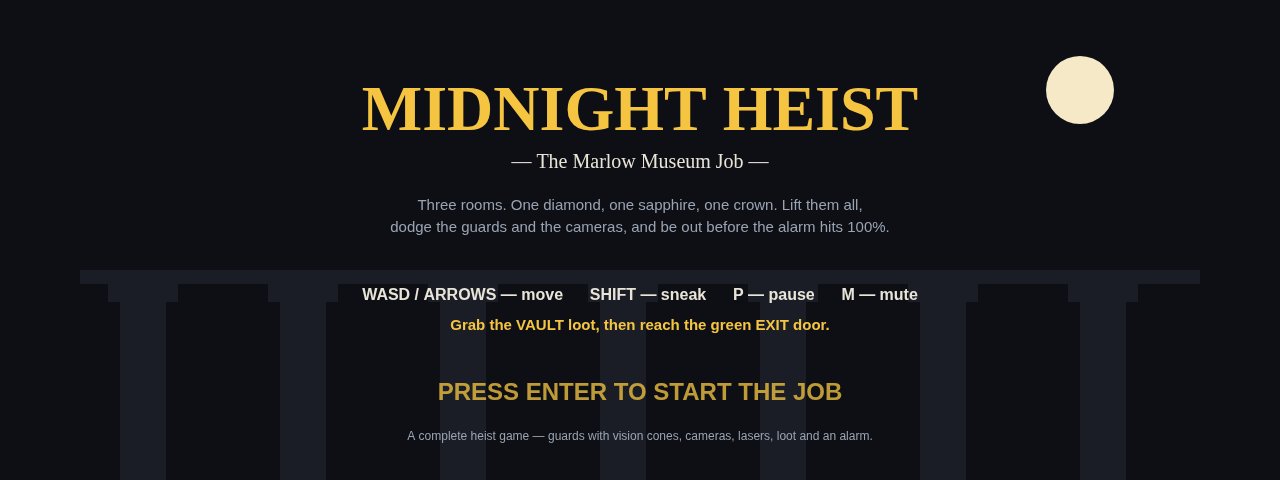 MIDNIGHT HEIST
— The Marlow Museum Job —
Three rooms. One diamond, one sapphire, one crown. Lift them all,
dodge the guards and the cameras, and be out before the alarm hits 100%.
WASD / ARROWS — move SHIFT — sneak P — pause M — mute
Grab the VAULT loot, then reach the green EXIT door.
PRESS ENTER TO START THE JOB
A complete heist game — guards with vision cones, cameras, lasers, loot and an alarm.